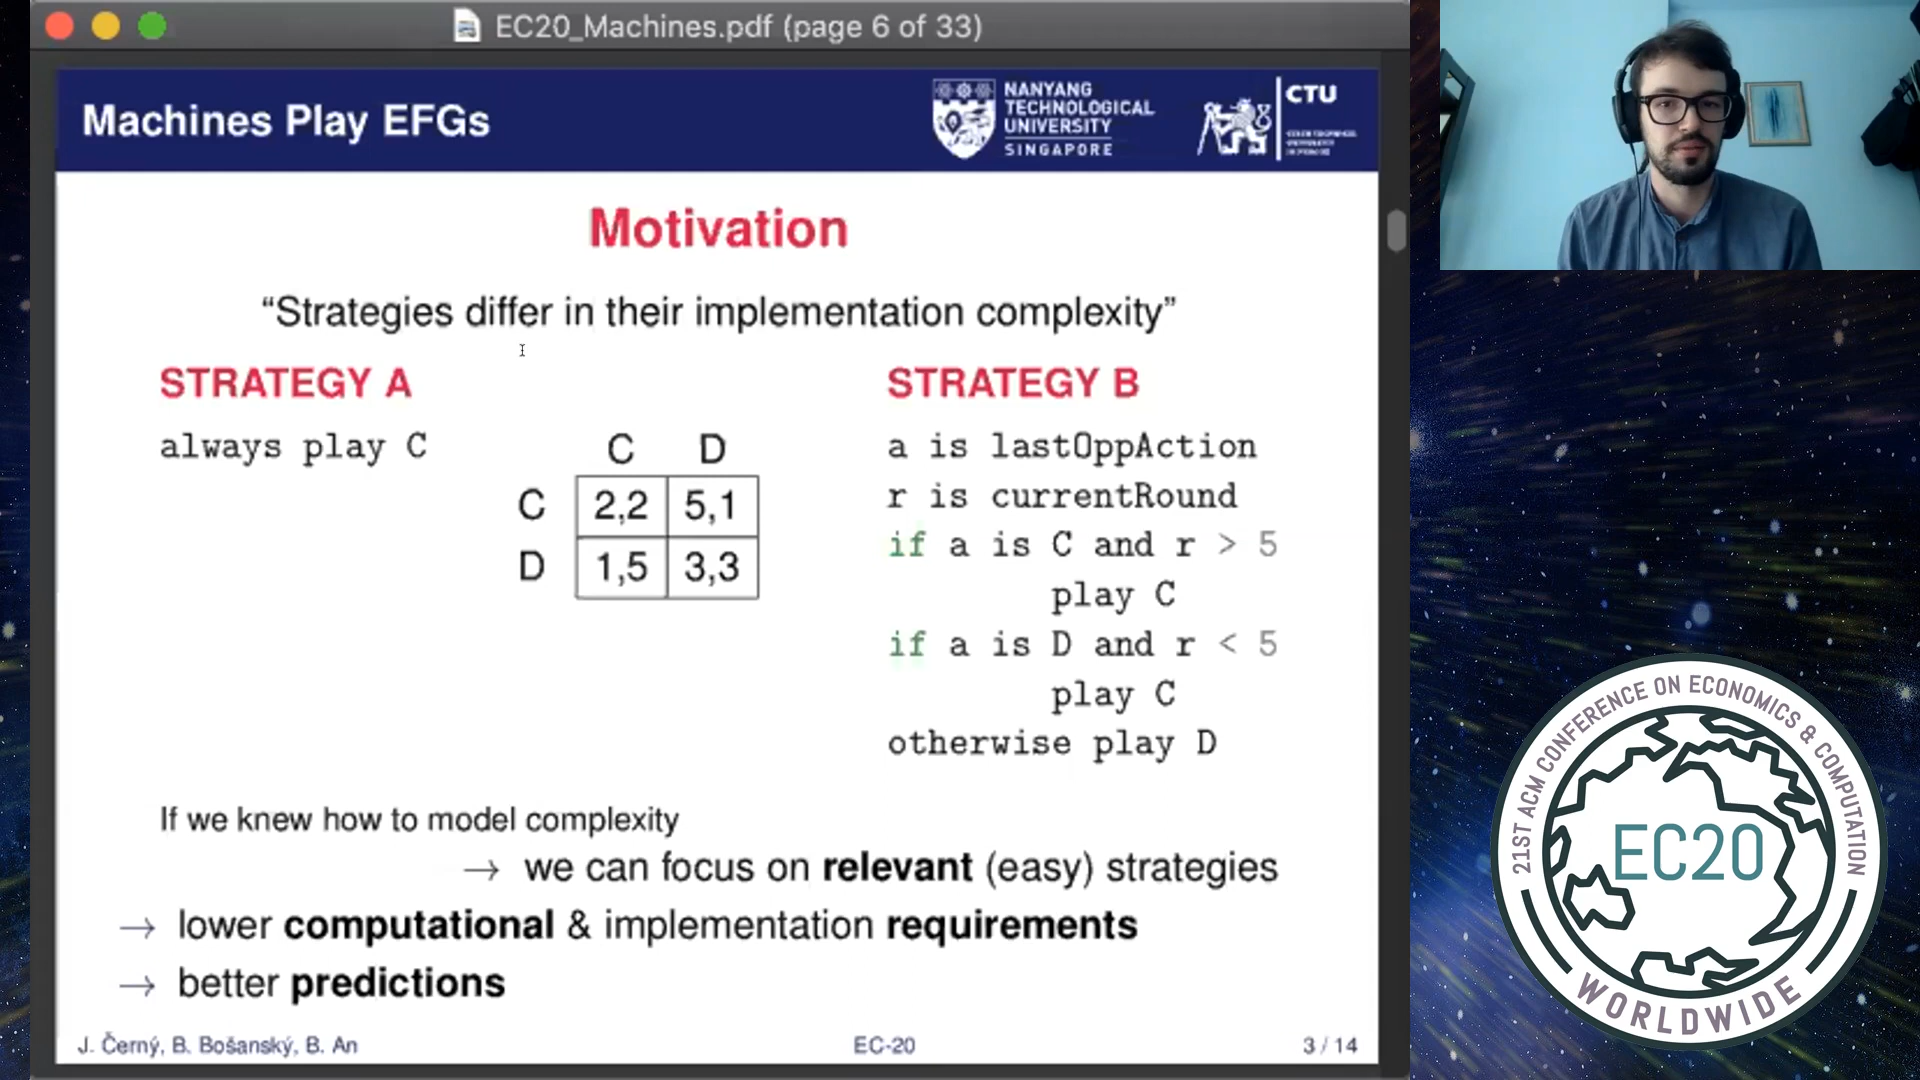 EC20_Machines.pdf (page 6 of 33)
Machines Play EFGs
NANYANG
TECHNOLOGICAL
UNIVERSITY
SINGAPORE
CTU
Motivation
“Strategies differ in their implementation complexity”
STRATEGY A
always play C
C D
C 2,2 5,1
D 1,5 3,3
STRATEGY B
a is lastOppAction
r is currentRound
if a is C and r > 5
play C
if a is D and r < 5
play C
otherwise play D
If we knew how to model complexity
→ we can focus on relevant (easy) strategies
→ lower computational & implementation requirements
→ better predictions
J. Černý, B. Bošanský, B. An
EC-20
3 / 14
21ST ACM CONFERENCE ON ECONOMICS & COMPUTATION
EC20
WORLDWIDE